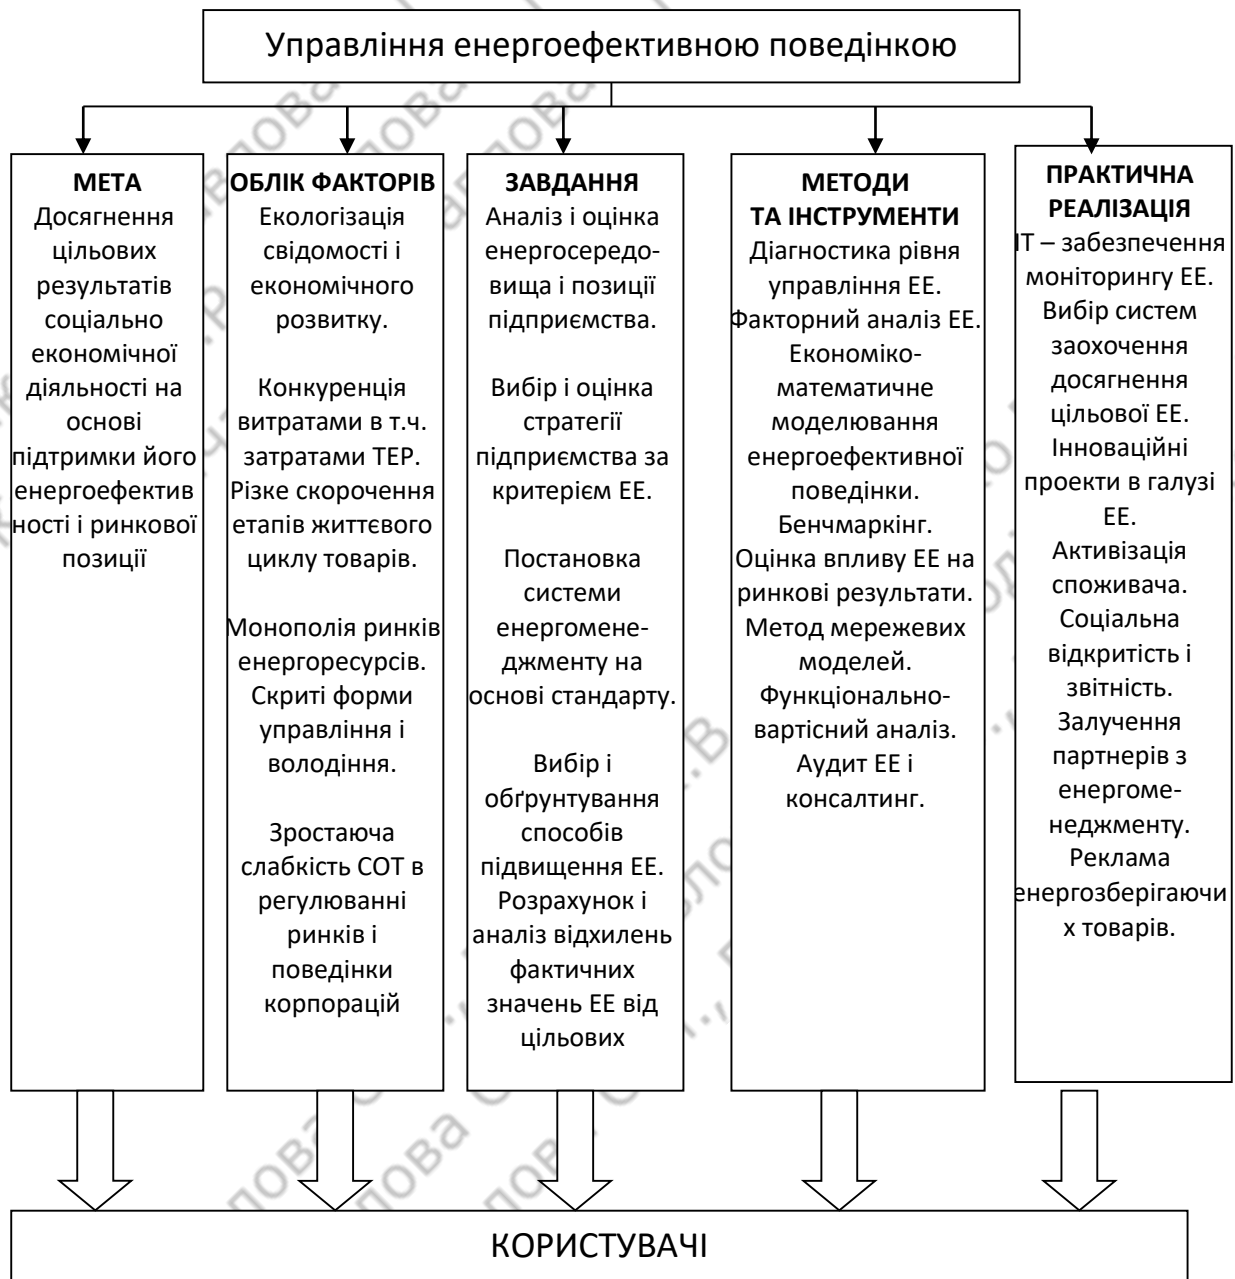 Управління енергоефективною поведінкою
МЕТА
Досягнення
цільових
результатів
соціально
економічної
діяльності на
основі
підтримки його
енергоефектив
ності і ринкової
позиції
ОБЛІК ФАКТОРІВ
Екологізація
свідомості і
економічного
розвитку.
Конкуренція
витратами в т.ч.
затратами ТЕР.
Різке скорочення
етапів життєвого
циклу товарів.
Монополія ринків
енергоресурсів.
Скриті форми
управління і
володіння.
Зростаюча
слабкість СОТ в
регулюванні
ринків і
поведінки
корпорацій
ЗАВДАННЯ
Аналіз і оцінка
енергосередо-
вища і позиції
підприємства.
Вибір і оцінка
стратегії
підприємства за
критерієм ЕЕ.
Постановка
системи
енергомене-
джменту на
основі стандарту.
Вибір і
обґрунтування
способів
підвищення ЕЕ.
Розрахунок і
аналіз відхилень
фактичних
значень ЕЕ від
цільових
МЕТОДИ
ТА ІНСТРУМЕНТИ
Діагностика рівня
управління ЕЕ.
Факторний аналіз ЕЕ.
Економіко-
математичне
моделювання
енергоефективної
поведінки.
Бенчмаркінг.
Оцінка впливу ЕЕ на
ринкові результати.
Метод мережевих
моделей.
Функціонально-
вартісний аналіз.
Аудит ЕЕ і
консалтинг.
ПРАКТИЧНА
РЕАЛІЗАЦІЯ
ІТ – забезпечення
моніторингу ЕЕ.
Вибір систем
заохочення
досягнення
цільової ЕЕ.
Інноваційні
проекти в галузі
ЕЕ.
Активізація
споживача.
Соціальна
відкритість і
звітність.
Залучення
партнерів з
енергоме-
неджменту.
Реклама
енергозберігаючи
х товарів.
КОРИСТУВАЧІ